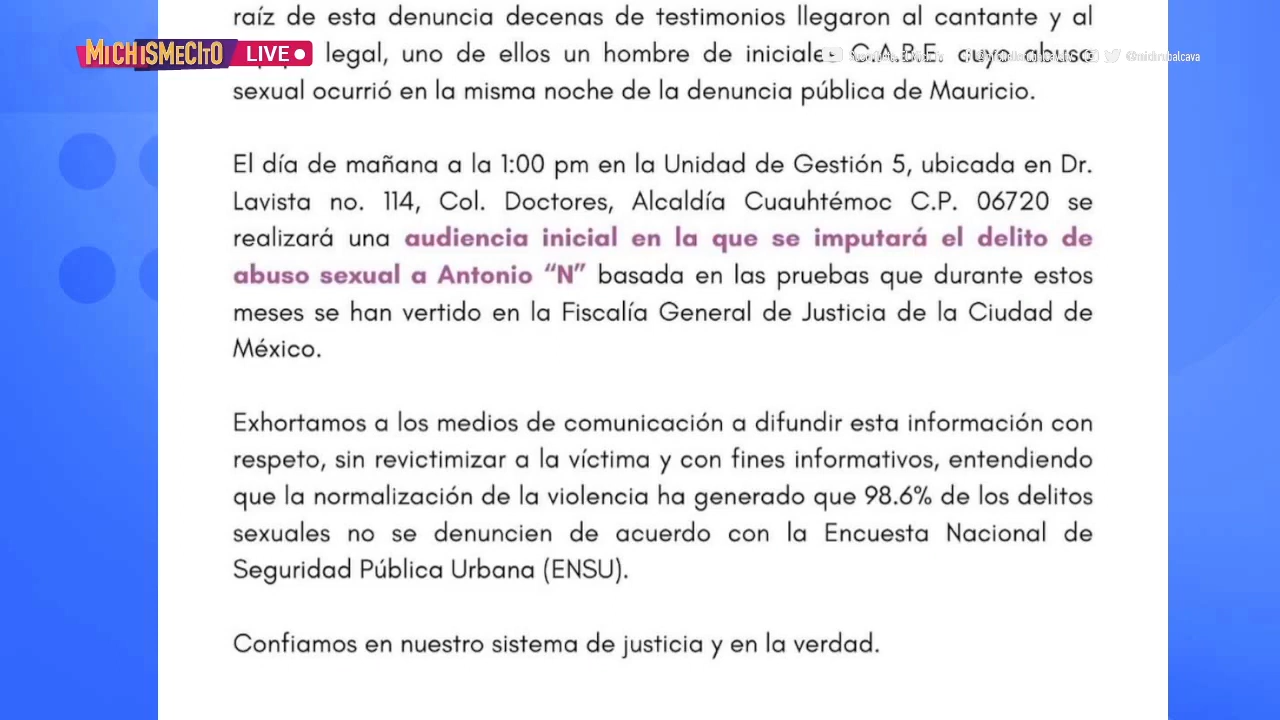 raíz de esta denuncia decenas de testimonios llegaron al cantante y al
MICHISMECITO LIVE
legal, uno de ellos un hombre de iniciales C.A.B.E. cuyo abuso
@michrubalcava
sexual ocurrió en la misma noche de la denuncia pública de Mauricio.
El día de mañana a la 1:00 pm en la Unidad de Gestión 5, ubicada en Dr.
Lavista no. 114, Col. Doctores, Alcaldía Cuauhtémoc C.P. 06720 se
realizará una audiencia inicial en la que se imputará el delito de
abuso sexual a Antonio “N” basada en las pruebas que durante estos
meses se han vertido en la Fiscalía General de Justicia de la Ciudad de
México.
Exhortamos a los medios de comunicación a difundir esta información con
respeto, sin revictimizar a la víctima y con fines informativos, entendiendo
que la normalización de la violencia ha generado que 98.6% de los delitos
sexuales no se denuncien de acuerdo con la Encuesta Nacional de
Seguridad Pública Urbana (ENSU).
Confiamos en nuestro sistema de justicia y en la verdad.